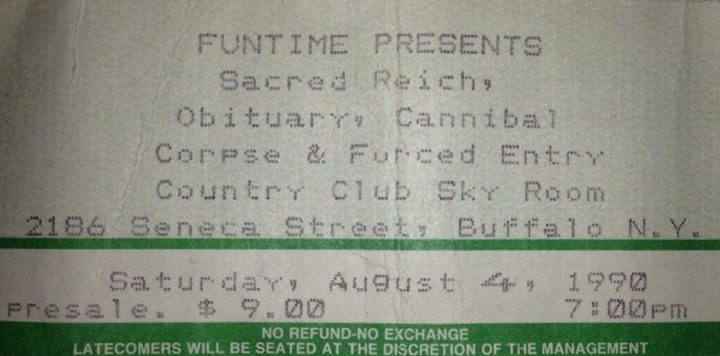 FUNTIME PRESENTS
Sacred Reich,
Obituary, Cannibal
Corpse & Forced Entry
Country Club Sky Room
2186 Seneca Street, Buffalo N.Y.
Saturday, August 4, 1990
Presale. $ 9.00 7:00pm
NO REFUND-NO EXCHANGE
LATECOMERS WILL BE SEATED AT THE DISCRETION OF THE MANAGEMENT